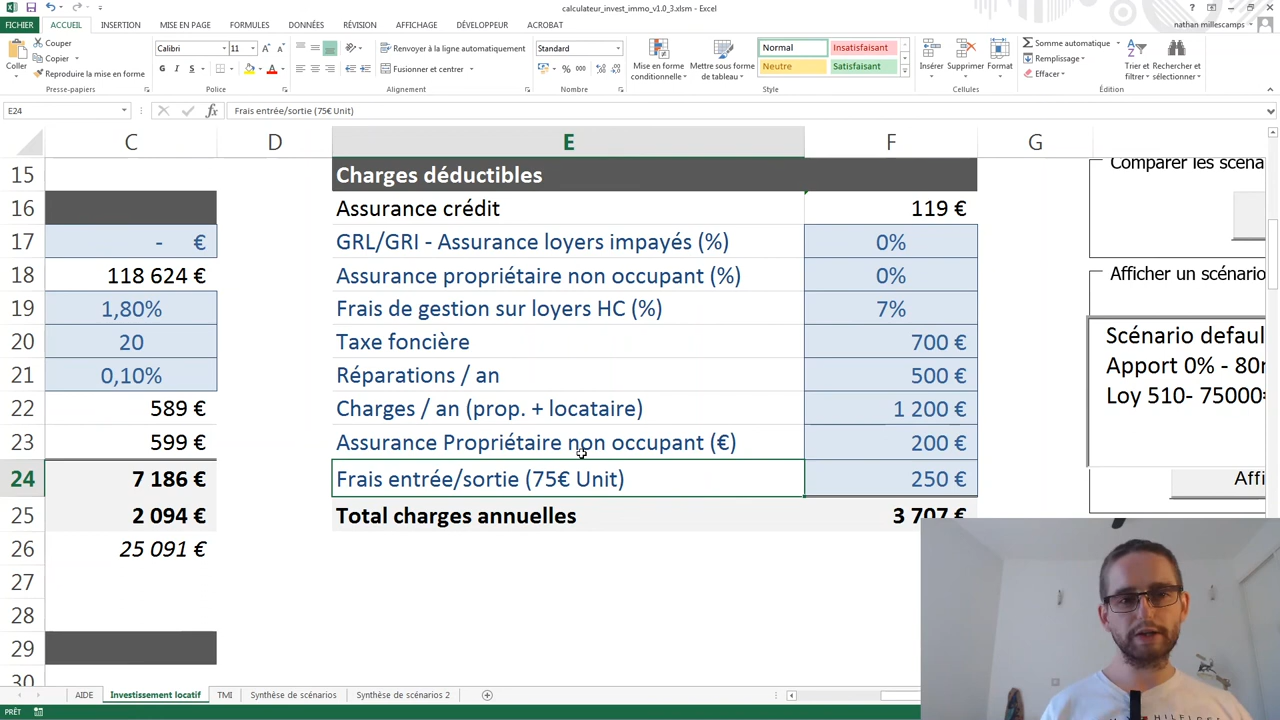 calculateur_invest_immo_v1.0_3.xlsm - Excel
FICHIER ACCUEIL INSERTION MISE EN PAGE FORMULES DONNÉES RÉVISION AFFICHAGE DÉVELOPPEUR ACROBAT
nathan millescamps
Coller
Couper
Copier
Reproduire la mise en forme
Presse-papiers
Calibri 11
G I S
Police
Renvoyer à la ligne automatiquement
Fusionner et centrer
Alignement
Standard
% 000
Nombre
Mise en forme conditionnelle
Mettre sous forme de tableau
Normal Insatisfaisant
Neutre Satisfaisant
Style
Insérer Supprimer Format
Cellules
Somme automatique
Remplissage
Effacer
Trier et filtrer
Rechercher et sélectionner
Édition
E24 fx Frais entrée/sortie (75€ Unit)
C D E F G
15 Charges déductibles
16 Assurance crédit 119 €
17 - € GRL/GRI - Assurance loyers impayés (%) 0%
18 118 624 € Assurance propriétaire non occupant (%) 0%
19 1,80% Frais de gestion sur loyers HC (%) 7%
20 20 Taxe foncière 700 €
21 0,10% Réparations / an 500 €
22 589 € Charges / an (prop. + locataire) 1 200 €
23 599 € Assurance Propriétaire non occupant (€) 200 €
24 7 186 € Frais entrée/sortie (75€ Unit) 250 €
25 2 094 € Total charges annuelles 3 707 €
26 25 091 €
27
28
29
30
Comparer les scéna
Afficher un scénario
Scénario defaul
Apport 0% - 80
Loy 510- 75000
Affi
AIDE Investissement locatif TMI Synthèse de scénarios Synthèse de scénarios 2
PRÊT